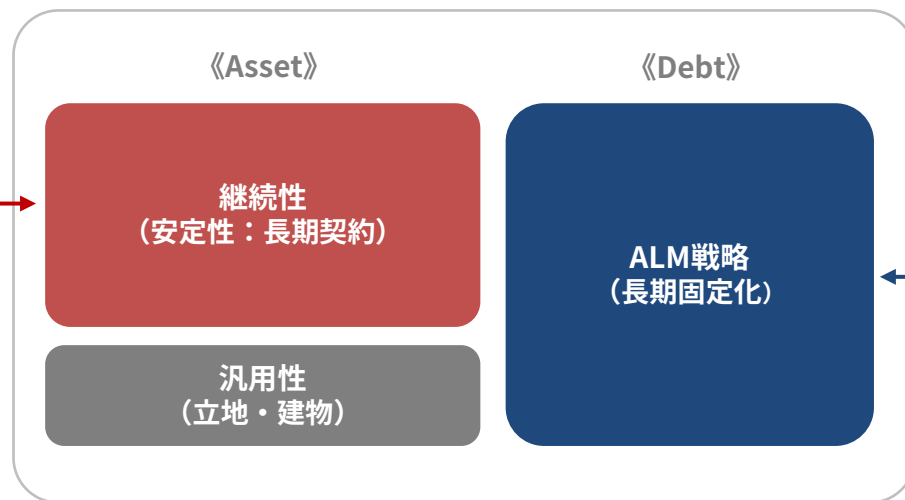 《Asset》
継続性
（安定性：長期契約）
汎用性
（立地・建物）
《Debt》
ALM戦略
（長期固定化）